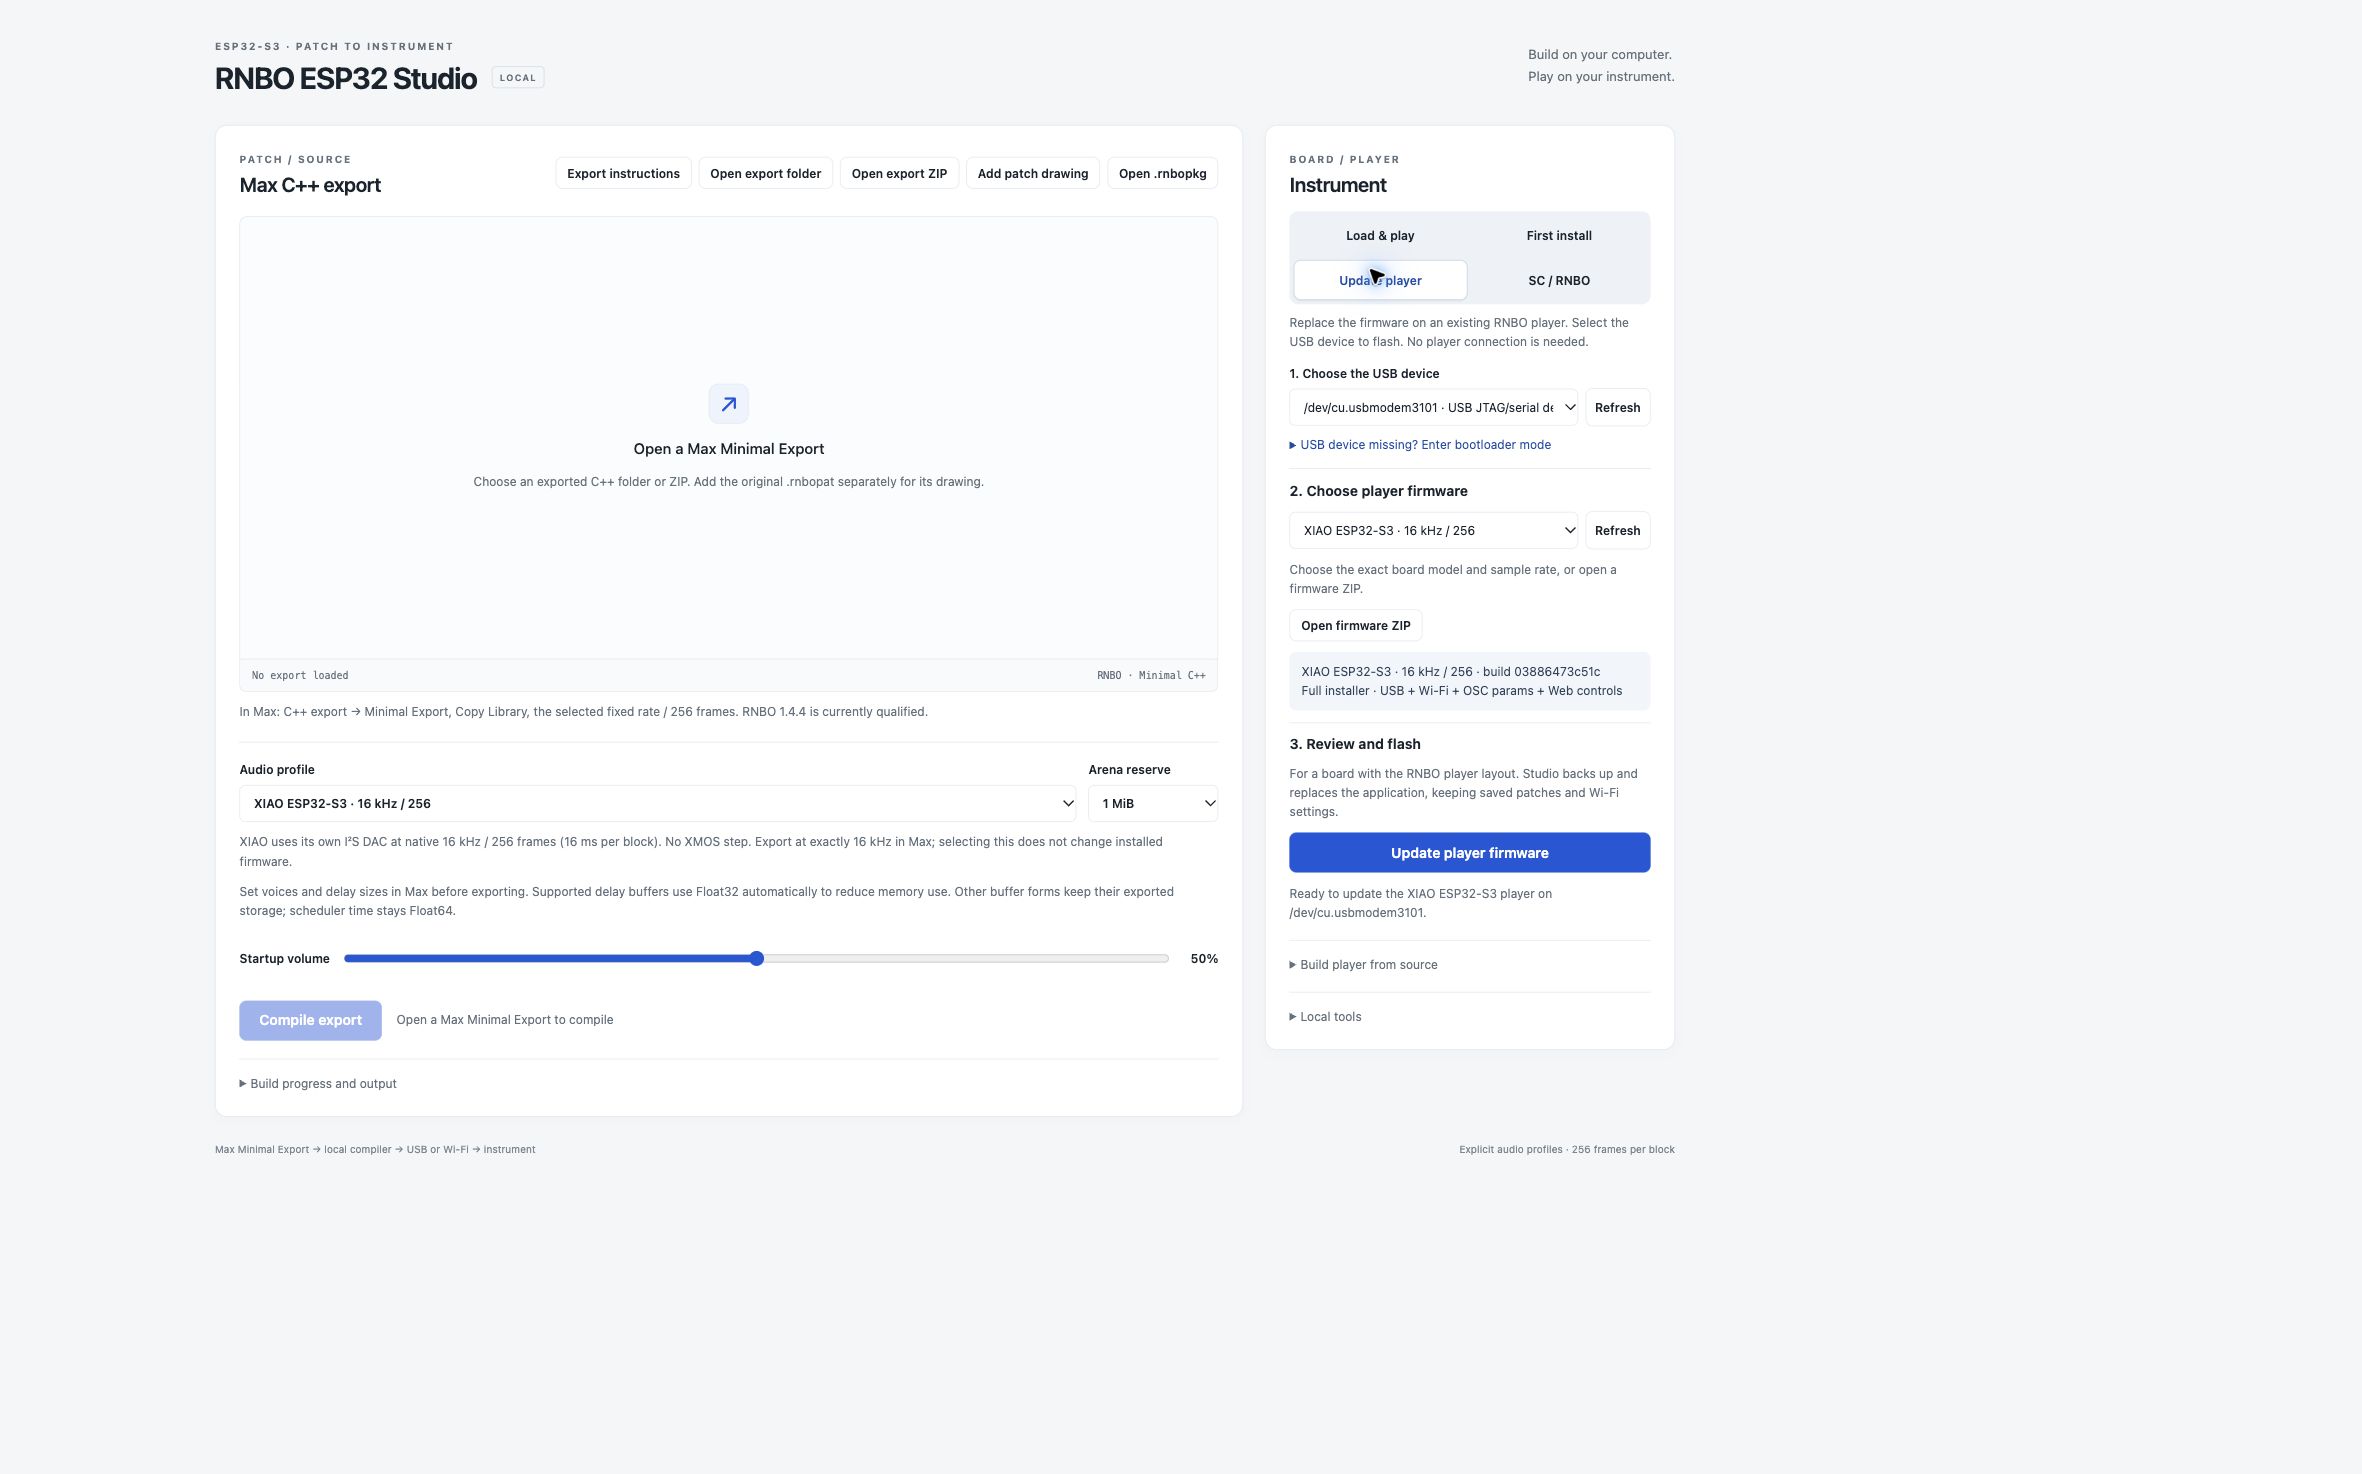 ESP32-S3 · PATCH TO INSTRUMENT
RNBO ESP32 Studio
LOCAL
Build on your computer.
Play on your instrument.
PATCH / SOURCE
Max C++ export
Export instructions
Open export folder
Open export ZIP
Add patch drawing
Open .rnbopkg
Open a Max Minimal Export
Choose an exported C++ folder or ZIP. Add the original .rnbopat separately for its drawing.
No export loaded
RNBO · Minimal C++
In Max: C++ export → Minimal Export, Copy Library, the selected fixed rate / 256 frames. RNBO 1.4.4 is currently qualified.
Audio profile
Arena reserve
XIAO ESP32-S3 · 16 kHz / 256
1 MiB
XIAO uses its own I²S DAC at native 16 kHz / 256 frames (16 ms per block). No XMOS step. Export at exactly 16 kHz in Max; selecting this does not change installed
firmware.
Set voices and delay sizes in Max before exporting. Supported delay buffers use Float32 automatically to reduce memory use. Other buffer forms keep their exported
storage; scheduler time stays Float64.
Startup volume
50%
Compile export
Open a Max Minimal Export to compile
▶ Build progress and output
BOARD / PLAYER
Instrument
Load & play
First install
Update player
SC / RNBO
Replace the firmware on an existing RNBO player. Select the
USB device to flash. No player connection is needed.
1. Choose the USB device
/dev/cu.usbmodem3101 · USB JTAG/serial de
Refresh
▶ USB device missing? Enter bootloader mode
2. Choose player firmware
XIAO ESP32-S3 · 16 kHz / 256
Refresh
Choose the exact board model and sample rate, or open a
firmware ZIP.
Open firmware ZIP
XIAO ESP32-S3 · 16 kHz / 256 · build 03886473c51c
Full installer · USB + Wi-Fi + OSC params + Web controls
3. Review and flash
For a board with the RNBO player layout. Studio backs up and
replaces the application, keeping saved patches and Wi-Fi
settings.
Update player firmware
Ready to update the XIAO ESP32-S3 player on
/dev/cu.usbmodem3101.
▶ Build player from source
▶ Local tools
Max Minimal Export → local compiler → USB or Wi-Fi → instrument
Explicit audio profiles · 256 frames per block